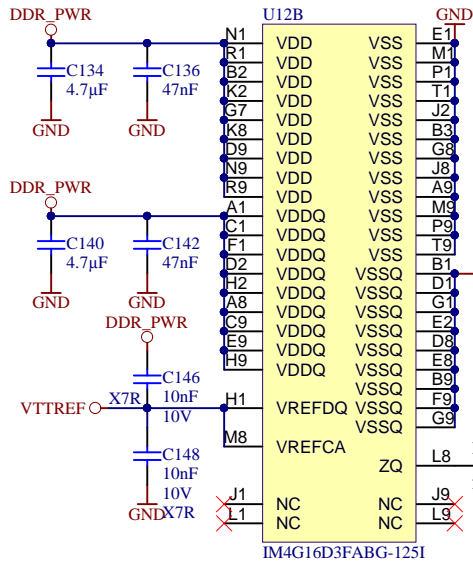 DDR_PWR
U12B
GND
C134
4.7µF
C136
47nF
GND
GND
N1 VDD VSS E1
R1 VDD VSS M1
B2 VDD VSS P1
K2 VDD VSS T1
G7 VDD VSS J2
K8 VDD VSS B3
D9 VDD VSS G8
N9 VDD VSS J8
R9 VDD VSS A9
DDR_PWR
A1 VDDQ VSS M9
C1 VDDQ VSS P9
F1 VDDQ VSS T9
D2 VDDQ VSSQ B1
H2 VDDQ VSSQ D1
A8 VDDQ VSSQ G1
C9 VDDQ VSSQ E2
E9 VDDQ VSSQ D8
H9 VDDQ VSSQ E8
VSSQ B9
VSSQ F9
VSSQ G9
C140
4.7µF
C142
47nF
GND
GND
DDR_PWR
C146
10nF
10V
X7R
VTTREF
H1 VREFDQ
M8 VREFCA
C148
10nF
10V
X7R
GND
ZQ L8
J1 NC NC J9
L1 NC NC L9
IM4G16D3FABG-125I